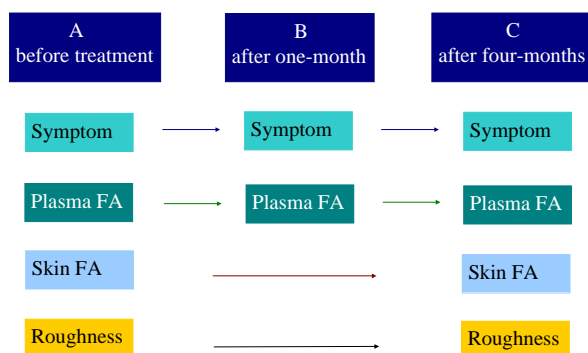 A
before treatment
B
after one-month
C
after four-months
Symptom
Symptom
Symptom
Plasma FA
Plasma FA
Plasma FA
Skin FA
Skin FA
Roughness
Roughness